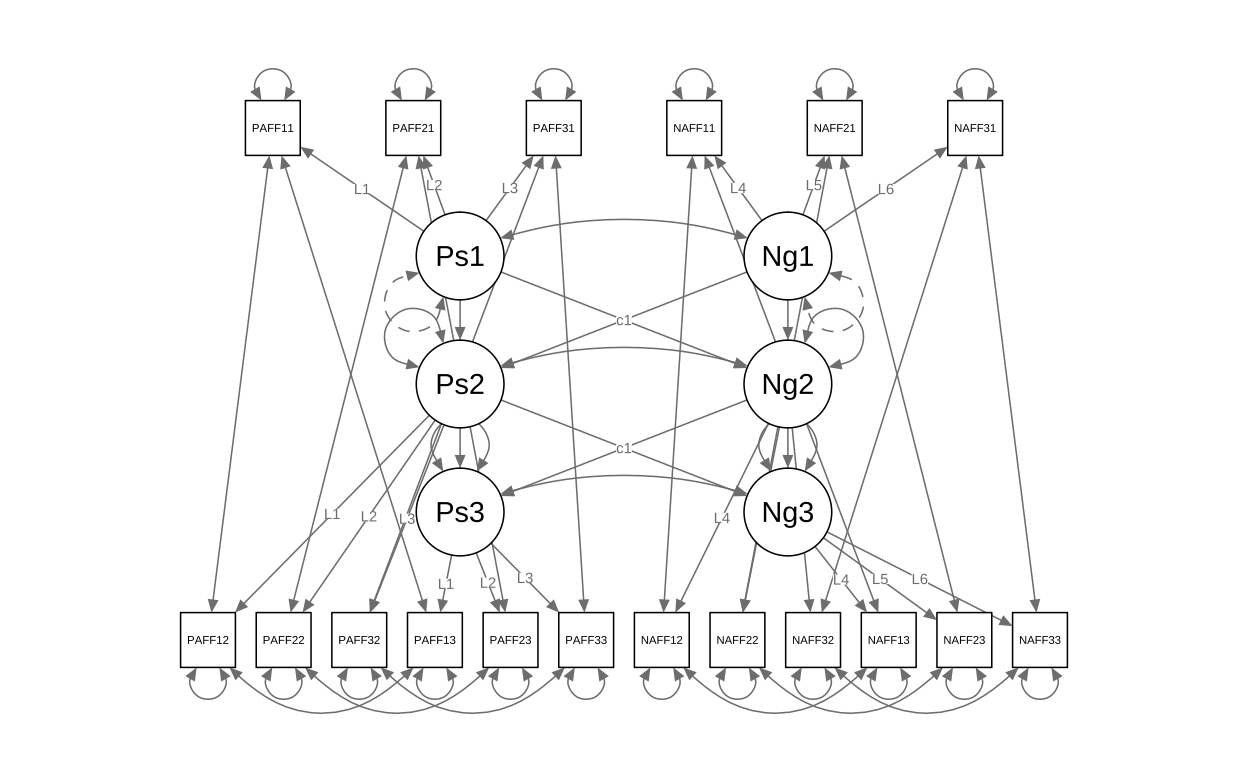 PAFF11 PAFF21 PAFF31 NAFF11 NAFF21 NAFF31
L1 L2 L3 L4 L5 L6
Ps1 Ng1
c1
Ps2 Ng2
c1
Ps3 Ng3
L1 L2 L3 L4
L1 L2 L3 L4 L5 L6
PAFF12 PAFF22 PAFF32 PAFF13 PAFF23 PAFF33 NAFF12 NAFF22 NAFF32 NAFF13 NAFF23 NAFF33